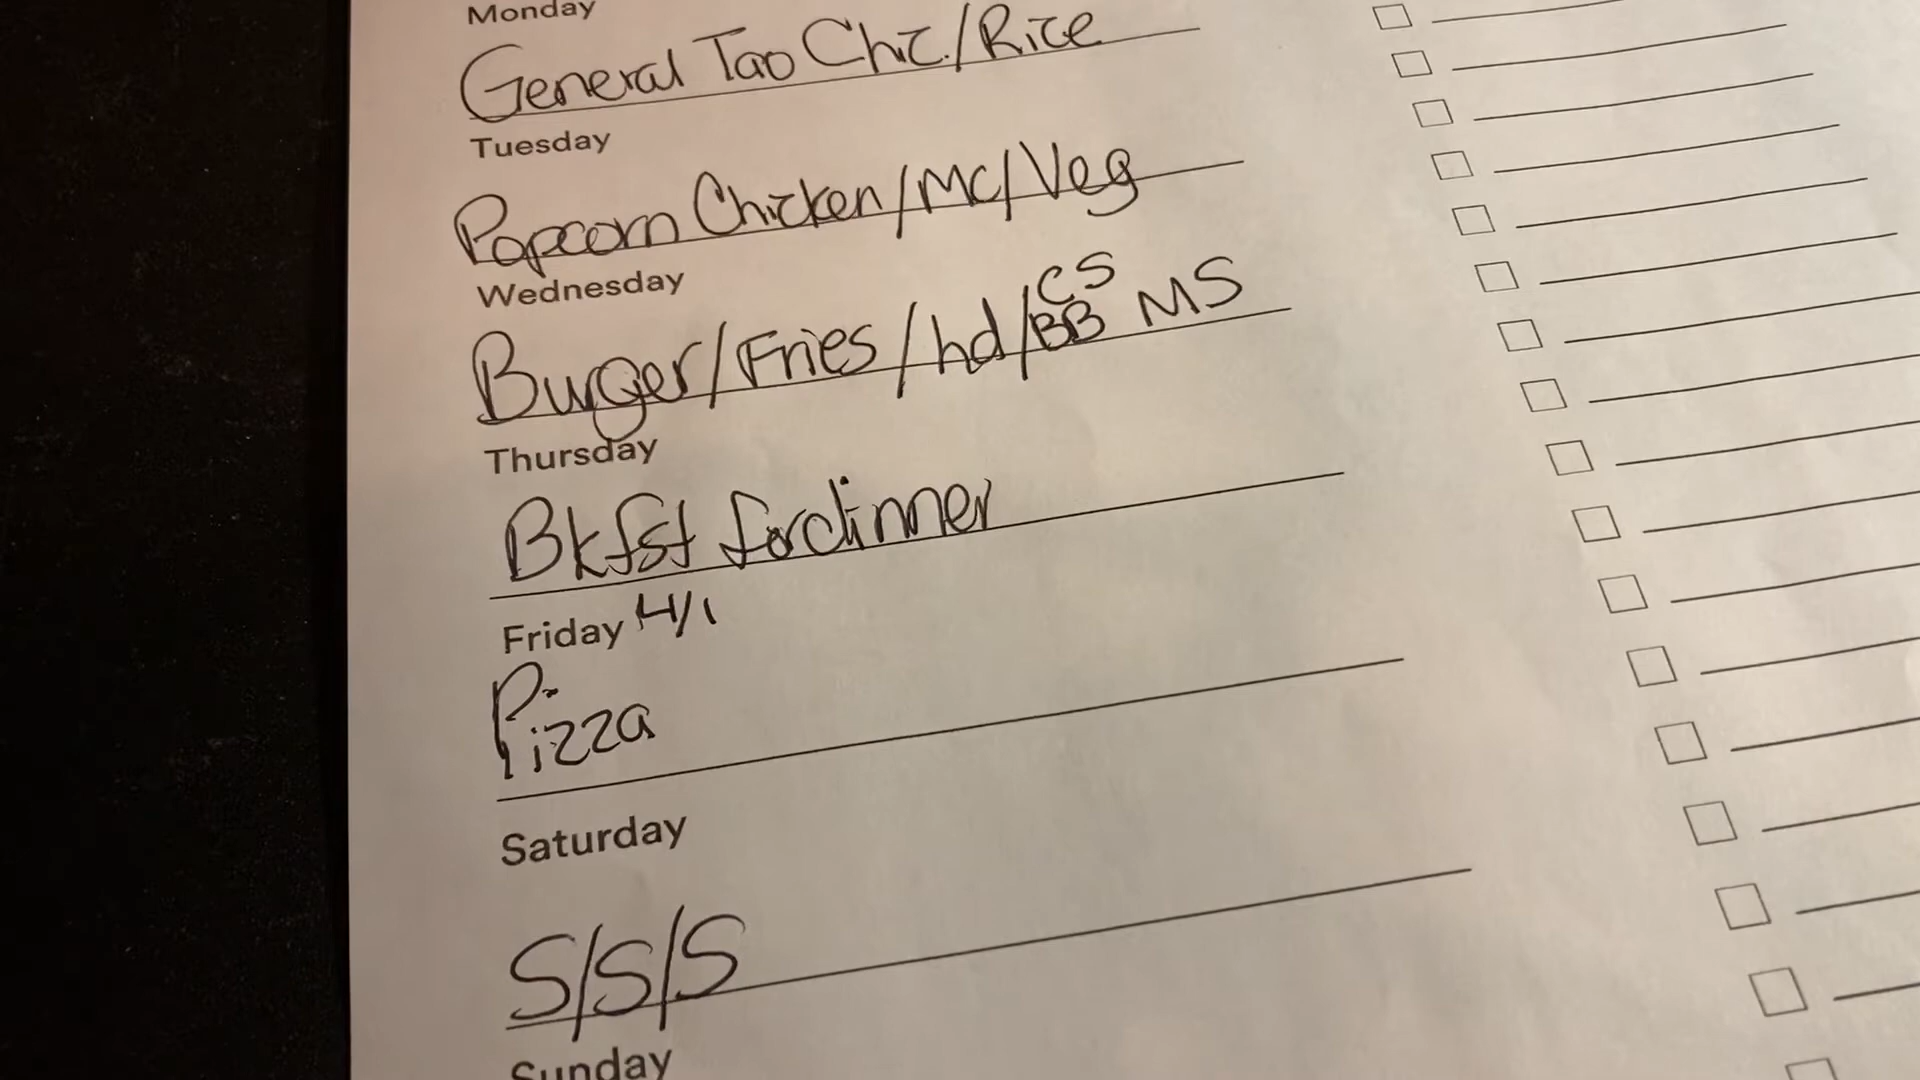 Monday
General Tao Chic./Rice
Tuesday
Popcorn Chicken/MC/Veg
Wednesday
CS
Burger/Fries/hd/BB MS
Thursday
Bkfst for dinner
Friday 4/1
Pizza
Saturday
S/S/S
Sunday